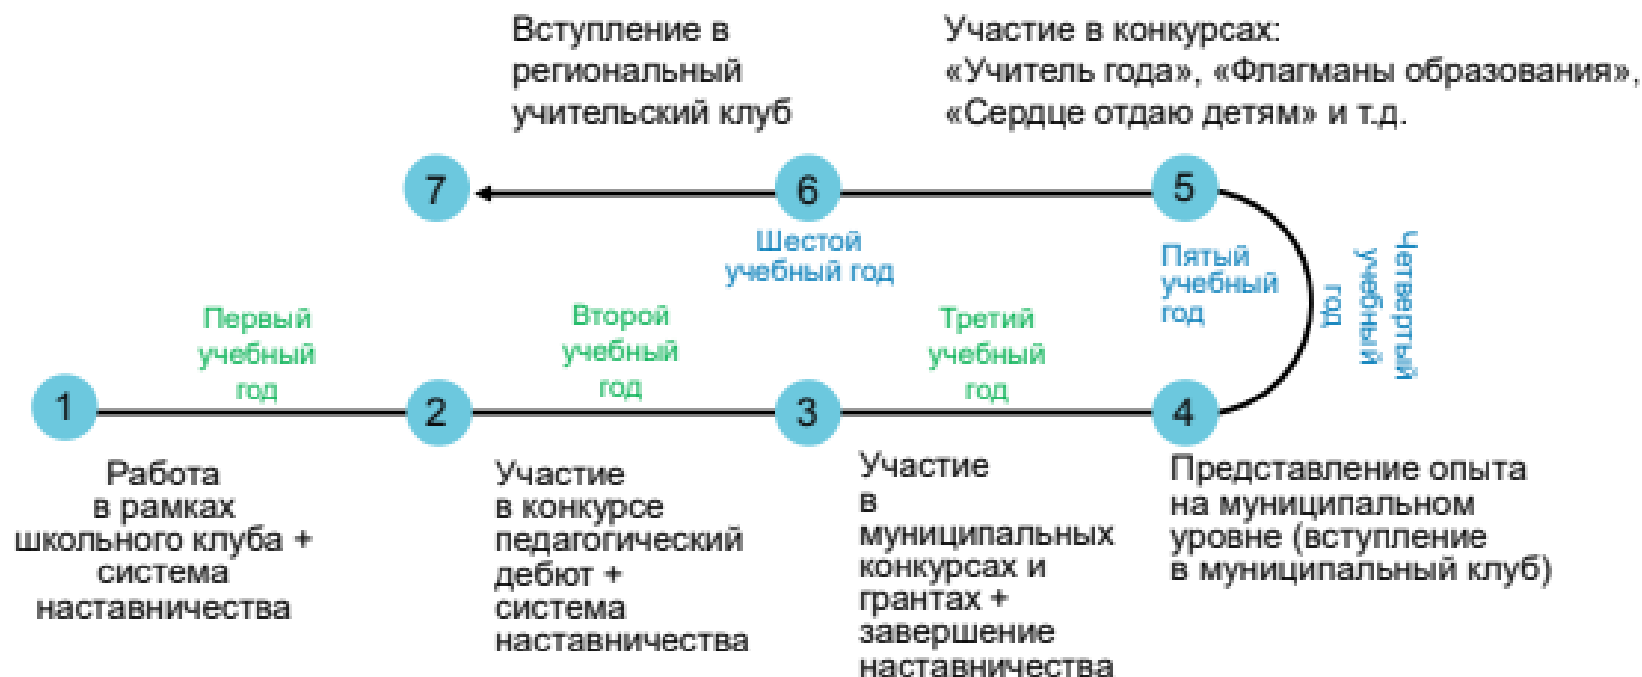 Вступление в
региональный
учительский клуб
Участие в конкурсах:
«Учитель года», «Флагманы образования»,
«Сердце отдаю детям» и т.д.
7
6
5
Шестой
учебный год
Пятый
учебный
год
Четвертый
учебный
год
Первый
учебный
год
Второй
учебный
год
Третий
учебный
год
1
2
3
4
Работа
в рамках
школьного клуба +
система
наставничества
Участие
в конкурсе
педагогический
дебют +
система
наставничества
Участие
в
муниципальных
конкурсах и
грантах +
завершение
наставничества
Представление опыта
на муниципальном
уровне (вступление
в муниципальный клуб)